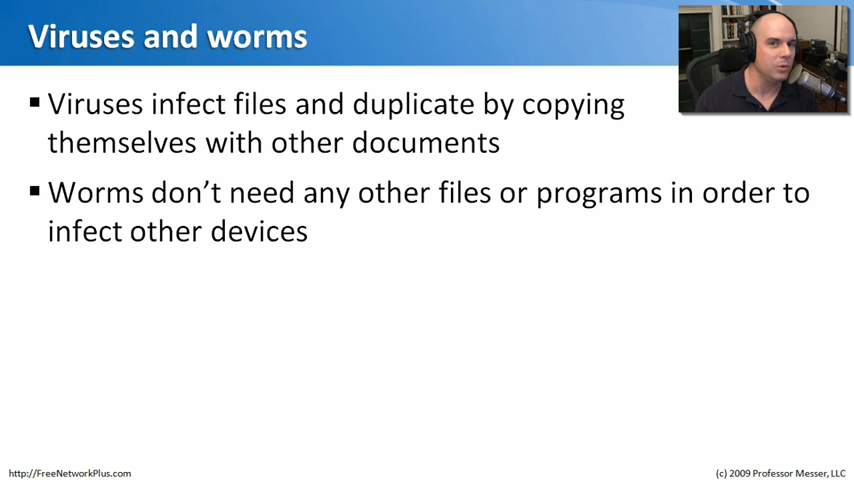 Viruses and worms
▪ Viruses infect files and duplicate by copying
themselves with other documents
▪ Worms don’t need any other files or programs in order to
infect other devices
http://FreeNetworkPlus.com
(c) 2009 Professor Messer, LLC